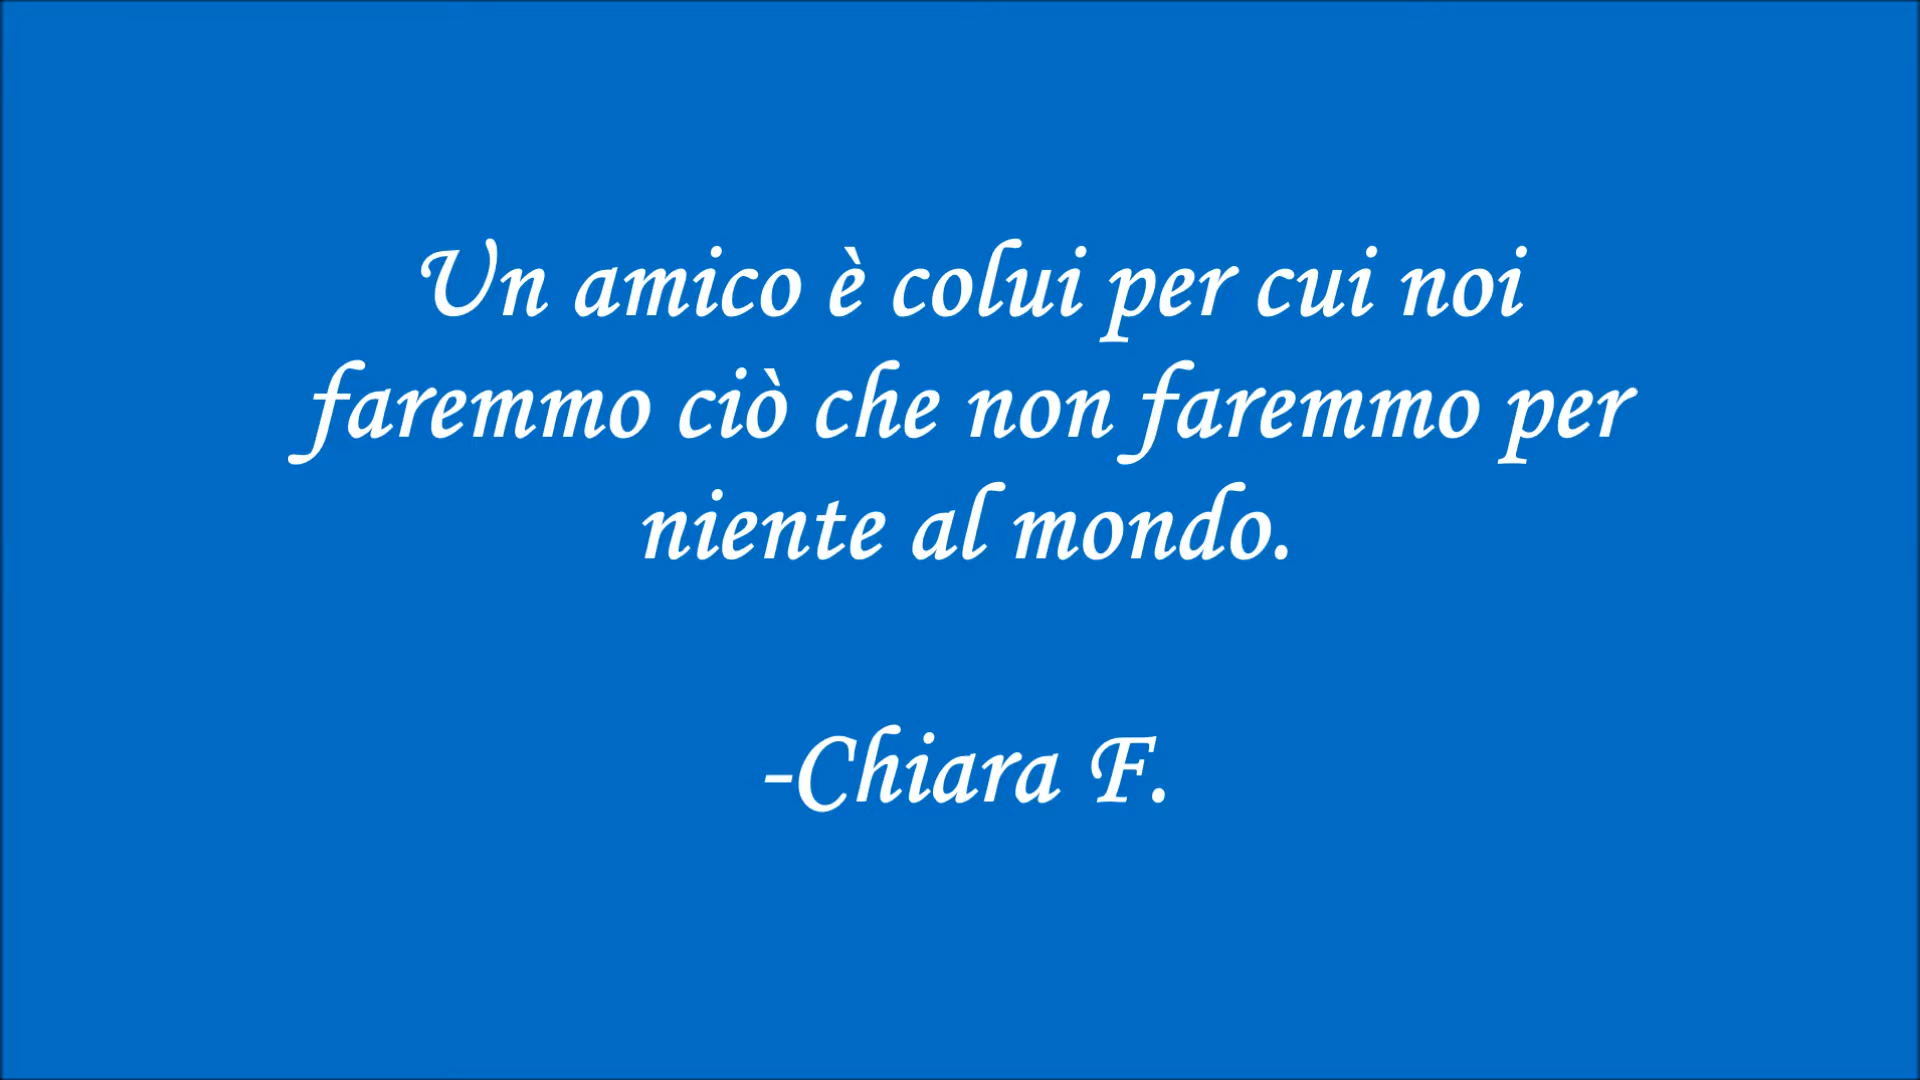 Un amico è colui per cui noi
faremmo ciò che non faremmo per
niente al mondo.
-Chiara F.